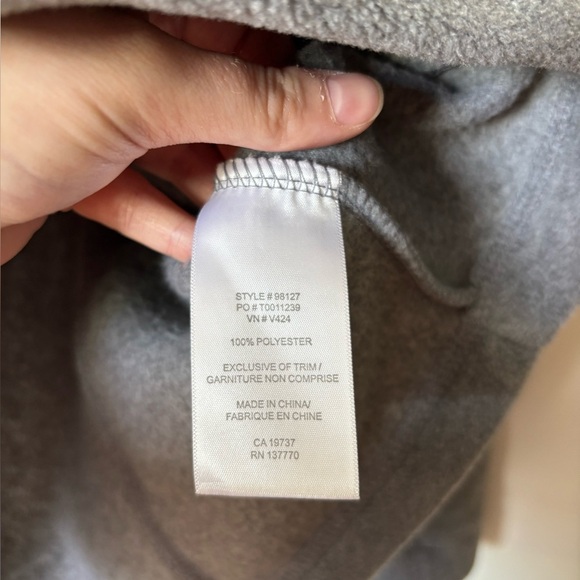 STYLE # 98127
PO # T0011239
VN # V424
100% POLYESTER
EXCLUSIVE OF TRIM /
GARNITURE NON COMPRISE
MADE IN CHINA/
FABRIQUE EN CHINE
CA 19737
RN 137770